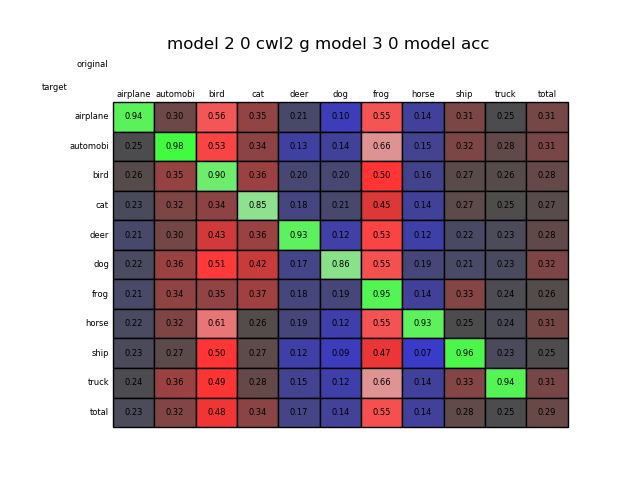 model 2 0 cwl2 g model 3 0 model acc
original
target
airplane automobi bird cat deer dog frog horse ship truck total
airplane 0.94 0.30 0.56 0.35 0.21 0.10 0.55 0.14 0.31 0.25 0.31
automobi 0.25 0.98 0.53 0.34 0.13 0.14 0.66 0.15 0.32 0.28 0.31
bird 0.26 0.35 0.90 0.36 0.20 0.20 0.50 0.16 0.27 0.26 0.28
cat 0.23 0.32 0.34 0.85 0.18 0.21 0.45 0.14 0.27 0.25 0.27
deer 0.21 0.30 0.43 0.36 0.93 0.12 0.53 0.12 0.22 0.23 0.28
dog 0.22 0.36 0.51 0.42 0.17 0.86 0.55 0.19 0.21 0.23 0.32
frog 0.21 0.34 0.35 0.37 0.18 0.19 0.95 0.14 0.33 0.24 0.26
horse 0.22 0.32 0.61 0.26 0.19 0.12 0.55 0.93 0.25 0.24 0.31
ship 0.23 0.27 0.50 0.27 0.12 0.09 0.47 0.07 0.96 0.23 0.25
truck 0.24 0.36 0.49 0.28 0.15 0.12 0.66 0.14 0.33 0.94 0.31
total 0.23 0.32 0.48 0.34 0.17 0.14 0.55 0.14 0.28 0.25 0.29